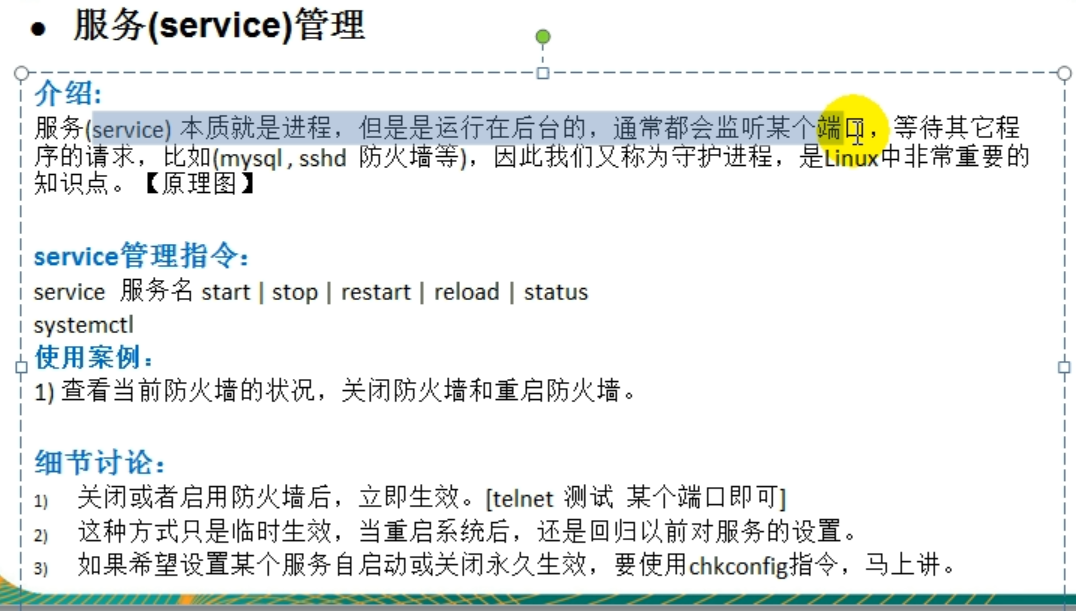 ● 服务(service)管理
介绍:
服务(service) 本质就是进程，但是是运行在后台的，通常都会监听某个端口，等待其它程
序的请求，比如(mysql , sshd 防火墙等)，因此我们又称为守护进程，是Linux中非常重要的
知识点。【原理图】
service管理指令：
service 服务名 start | stop | restart | reload | status
systemctl
使用案例：
1) 查看当前防火墙的状况，关闭防火墙和重启防火墙。
细节讨论：
1) 关闭或者启用防火墙后，立即生效。[telnet 测试 某个端口即可]
2) 这种方式只是临时生效，当重启系统后，还是回归以前对服务的设置。
3) 如果希望设置某个服务自启动或关闭永久生效，要使用chkconfig指令，马上讲。